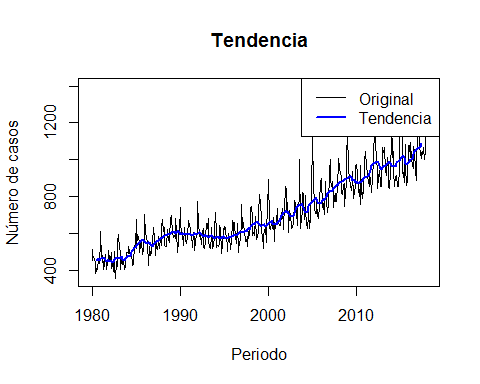 Tendencia
Original
Tendencia
Número de casos
1200
800
400
1980 1990 2000 2010
Periodo